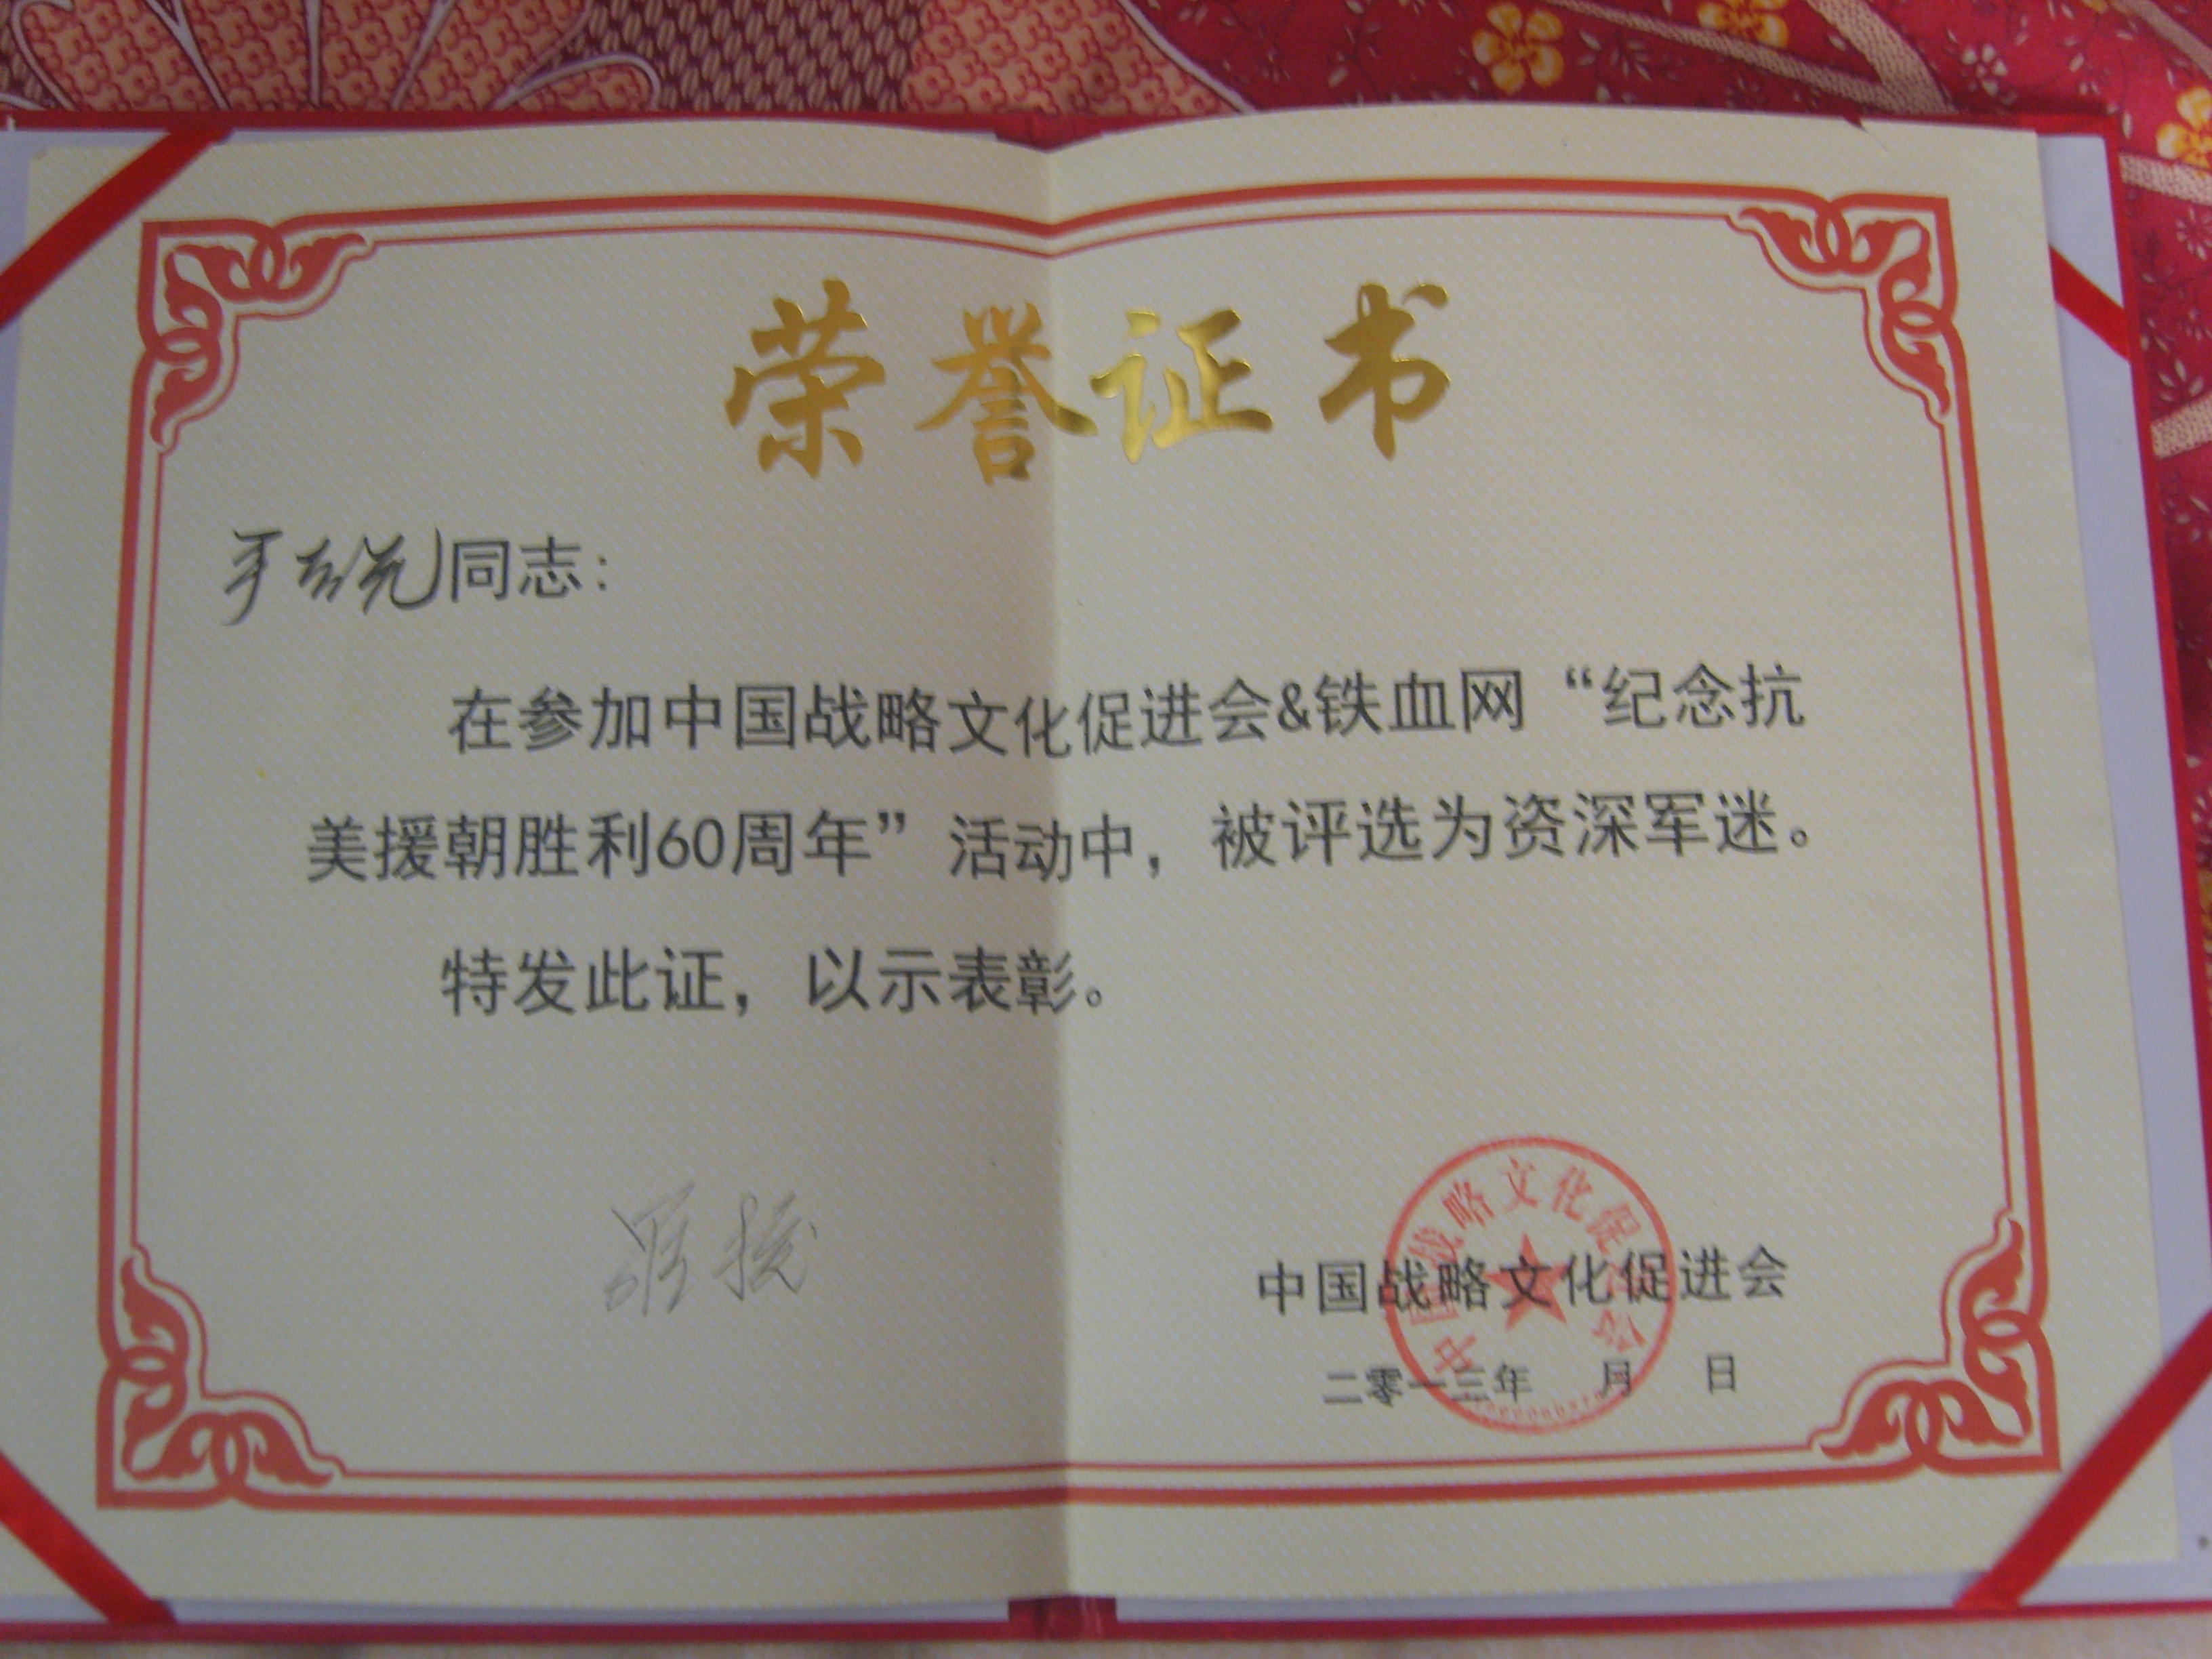 荣誉证书
同志：
在参加中国战略文化促进会&铁血网“纪念抗
美援朝胜利60周年”活动中，被评选为资深军迷。
特发此证，以示表彰。
罗援
中国战略文化促进会
中国战略文化促进会
二零一三年 月 日